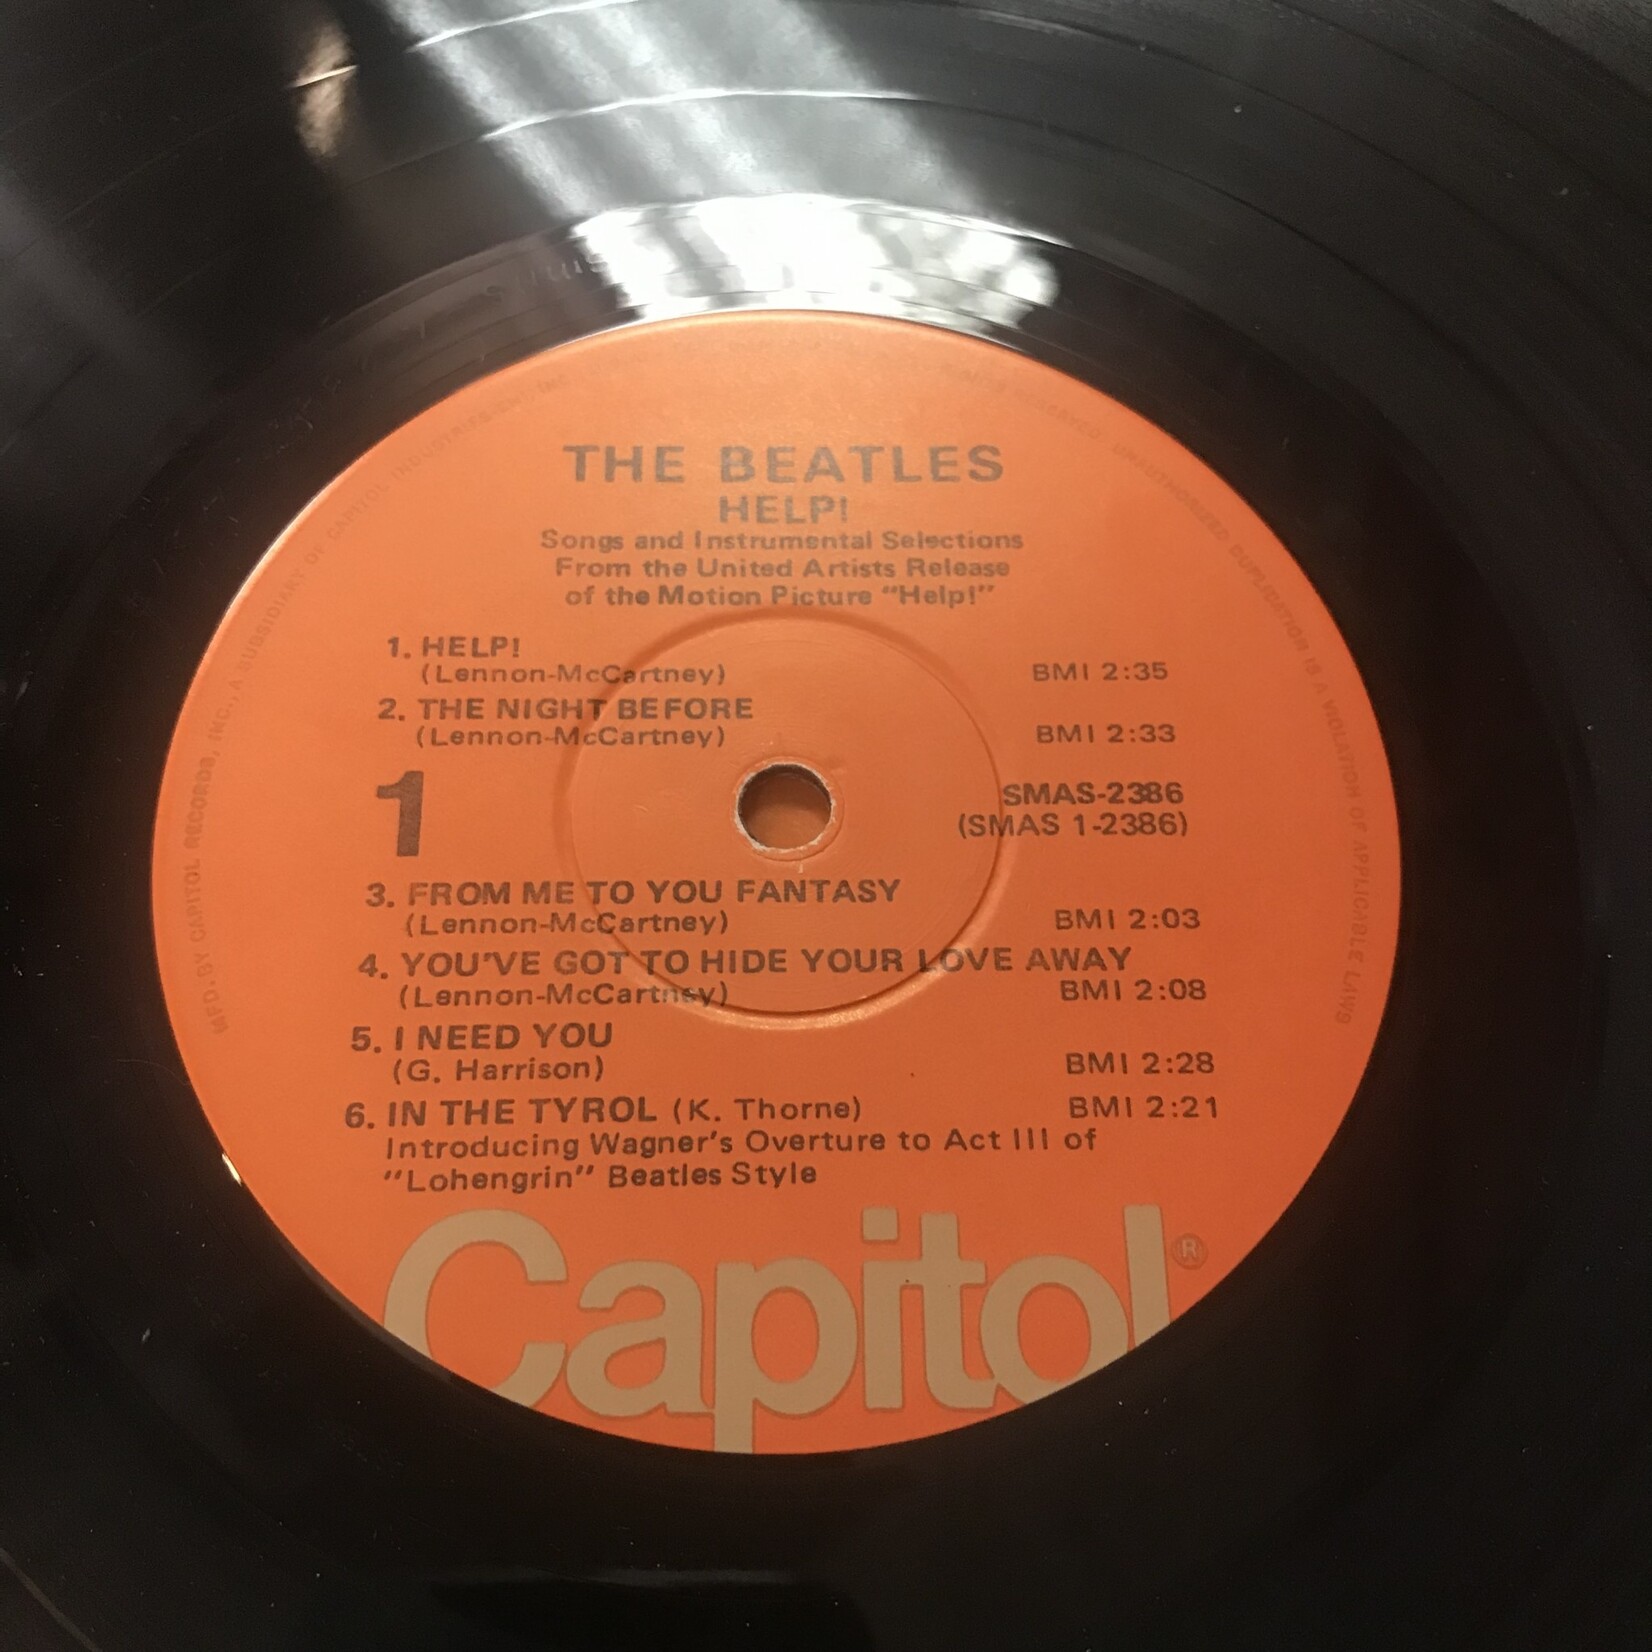 THE BEATLES
HELP!
Songs and Instrumental Selections
From the United Artists Release
of the Motion Picture "Help!"
1. HELP!
(Lennon-McCartney) BMI 2:35
2. THE NIGHT BEFORE
(Lennon-McCartney) BMI 2:33
1
SMAS-2386
(SMAS 1-2386)
3. FROM ME TO YOU FANTASY
(Lennon-McCartney) BMI 2:03
4. YOU'VE GOT TO HIDE YOUR LOVE AWAY
(Lennon-McCartney) BMI 2:08
5. I NEED YOU
(G. Harrison) BMI 2:28
6. IN THE TYROL (K. Thorne) BMI 2:21
Introducing Wagner's Overture to Act III of
"Lohengrin" Beatles Style
Capitol®
MFD. BY CAPITOL RECORDS, INC., A SUBSIDIARY OF CAPITOL INDUSTRIES-EMI, INC. RESERVED. UNAUTHORIZED DUPLICATION IS A VIOLATION OF APPLICABLE LAWS